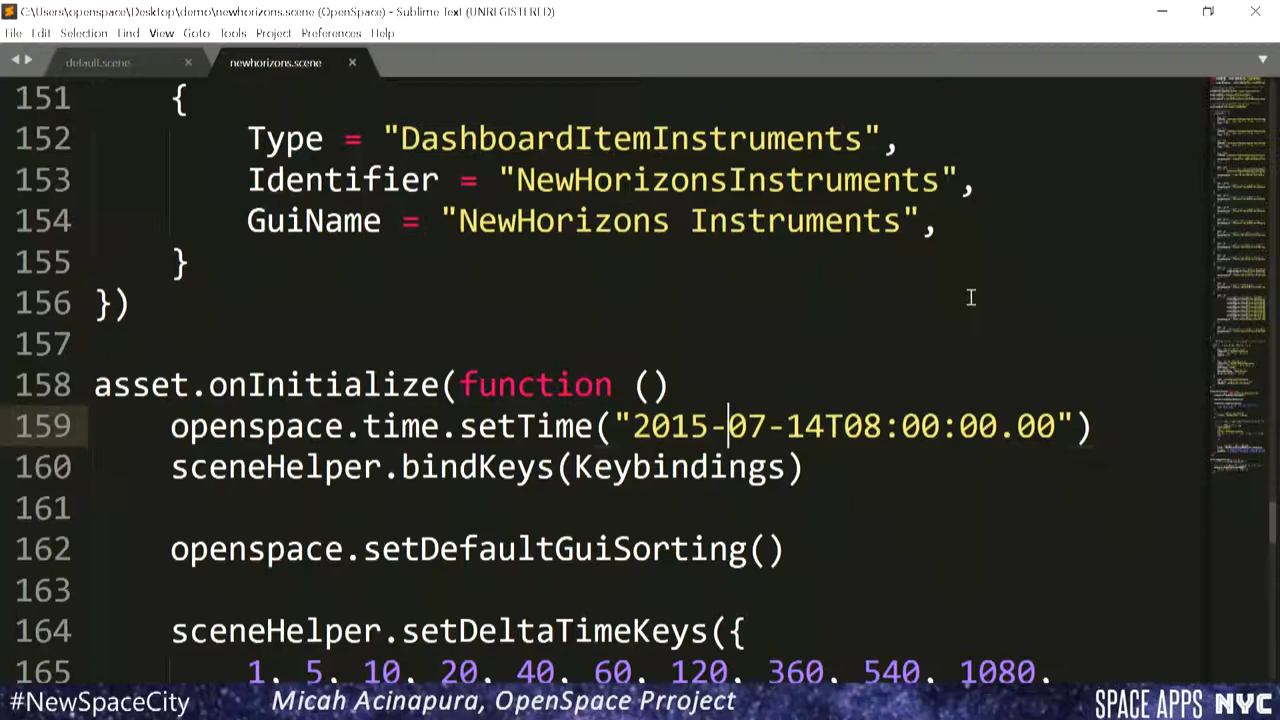 C:\Users\openspace\Desktop\demo\newhorizons.scene (OpenSpace) - Sublime Text (UNREGISTERED)
File Edit Selection Find View Goto Tools Project Preferences Help
default.scene newhorizons.scene
151 {
152 Type = "DashboardItemInstruments",
153 Identifier = "NewHorizonsInstruments",
154 GuiName = "NewHorizons Instruments",
155 }
156 })
157
158 asset.onInitialize(function ()
159 openspace.time.setTime("2015-07-14T08:00:00.00")
160 sceneHelper.bindKeys(Keybindings)
161
162 openspace.setDefaultGuiSorting()
163
164 sceneHelper.setDeltaTimeKeys({
165 1, 5, 10, 20, 40, 60, 120, 360, 540, 1080,
#NewSpaceCity Micah Acinapura, OpenSpace Prroject SPACE APPS NYC